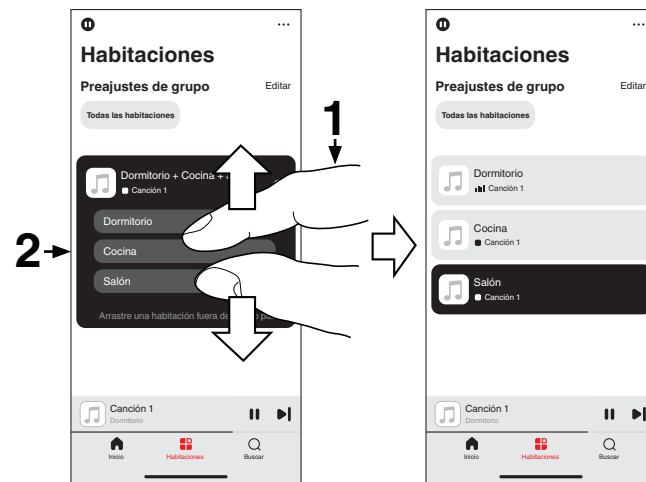 Habitaciones
Preajustes de grupo Editar
Todas las habitaciones
1
Dormitorio + Cocina +
Canción 1
Dormitorio
2
Cocina
Salón
Arrastre una habitación fuera de
Canción 1
Dormitorio
Inicio Habitaciones Buscar
Habitaciones
Preajustes de grupo Editar
Todas las habitaciones
Dormitorio
Canción 1
Cocina
Canción 1
Salón
Canción 1
Canción 1
Dormitorio
Inicio Habitaciones Buscar